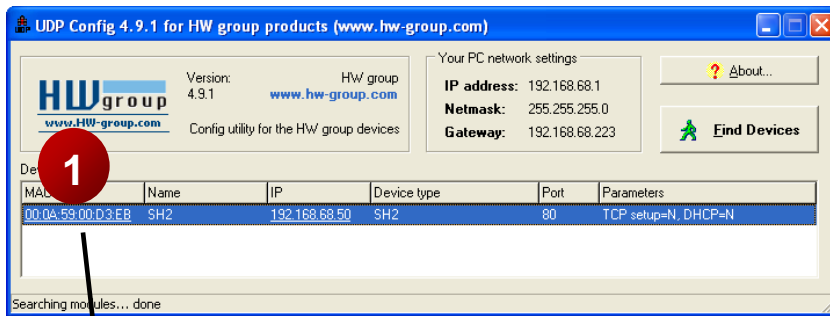 UDP Config 4.9.1 for HW group products (www.hw-group.com)
HWgroup
www.HW-group.com
Version: HW group
4.9.1 www.hw-group.com
Config utility for the HW group devices
Your PC network settings
IP address: 192.168.68.1
Netmask: 255.255.255.0
Gateway: 192.168.68.223
? About...
Find Devices
1
Name IP Device type Port Parameters
00:0A:59:00:D3:EB SH2 192.168.68.50 SH2 80 TCP setup=N, DHCP=N
Searching modules... done